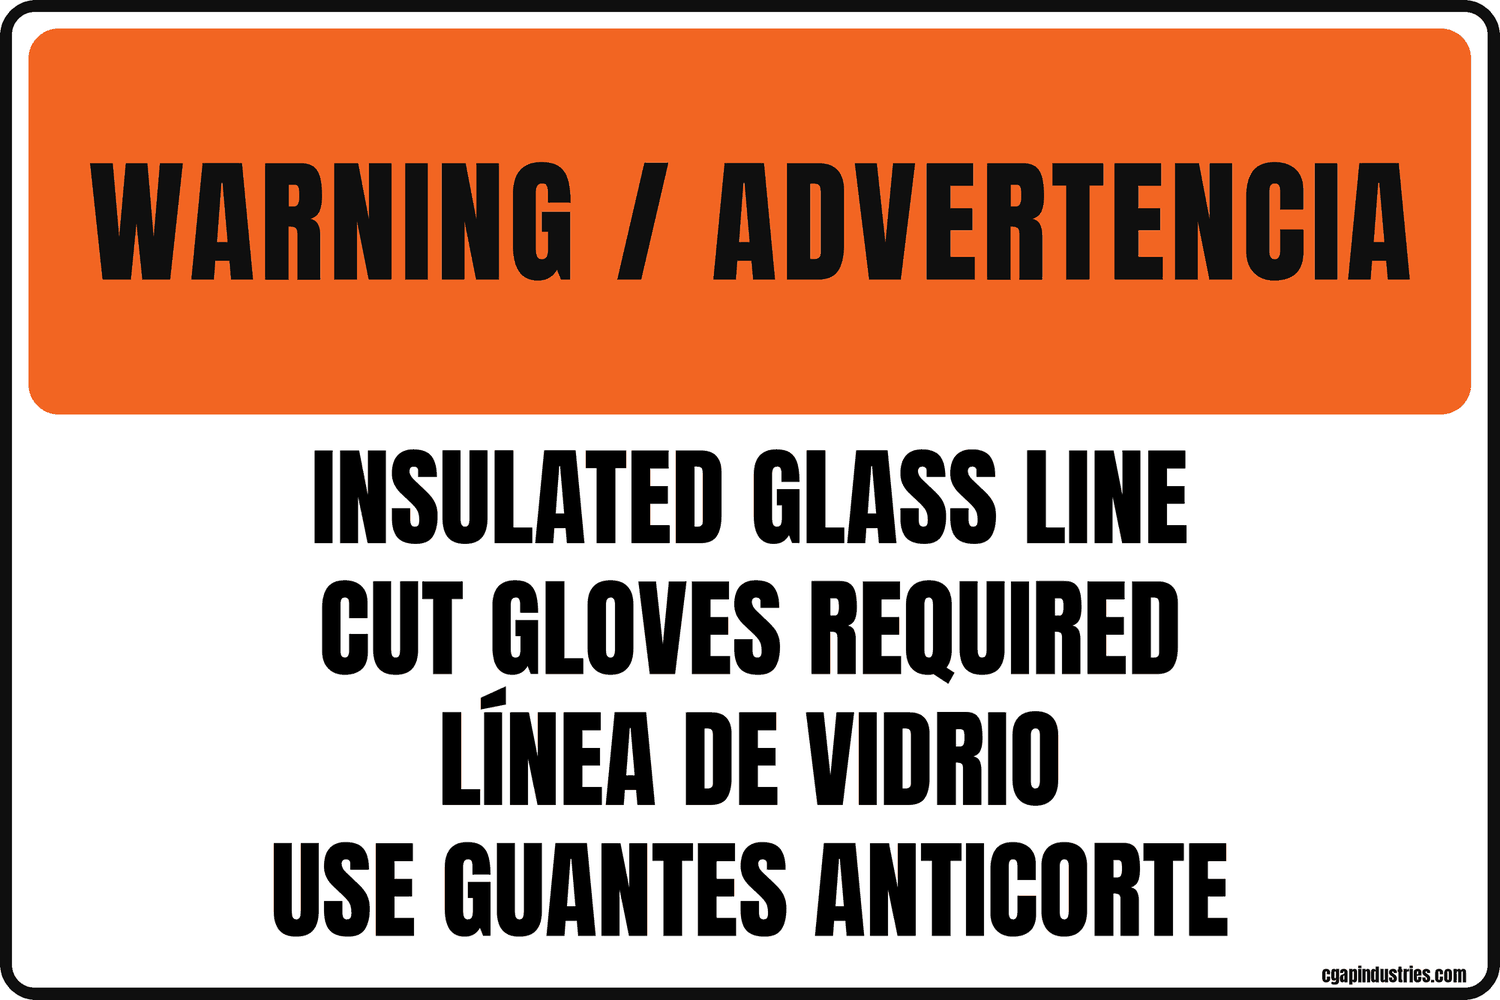 WARNING / ADVERTENCIA
INSULATED GLASS LINE
CUT GLOVES REQUIRED
LÍNEA DE VIDRIO
USE GUANTES ANTICORTE
cgapindustries.com